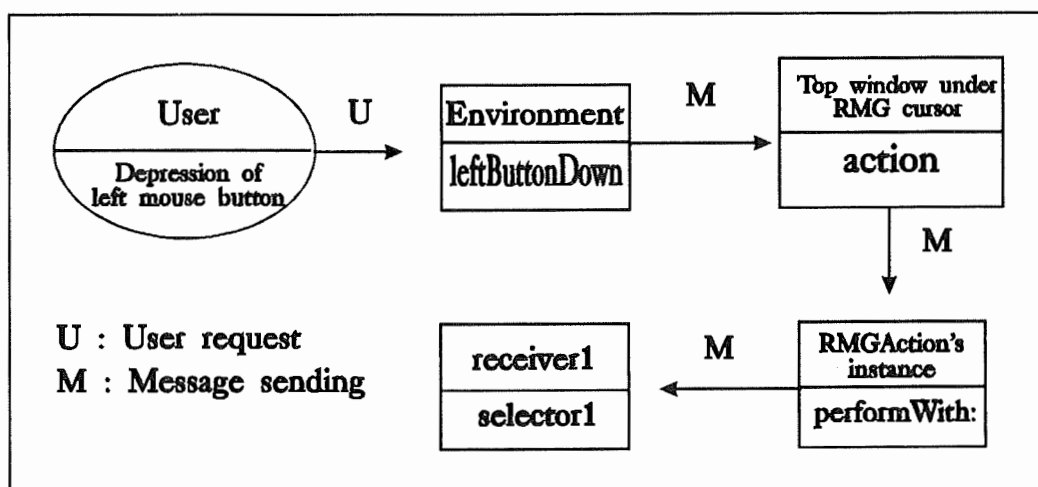 User
Depression of
left mouse button
U
Environment
leftButtonDown
M
Top window under
RMG cursor
action
M
RMGAction's
instance
performWith:
M
receiver1
selector1
U : User request
M : Message sending